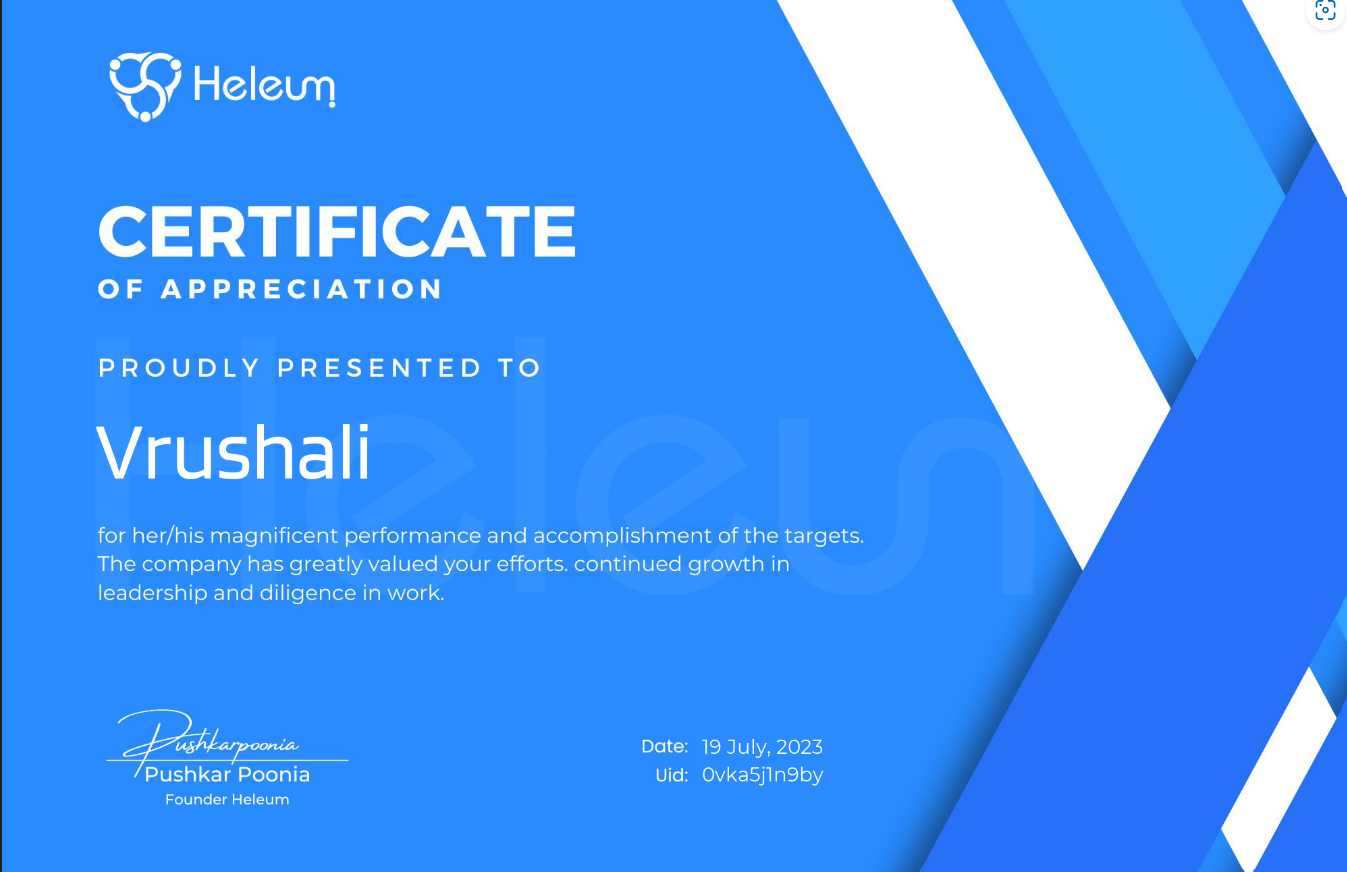 Heleum
CERTIFICATE
OF APPRECIATION
PROUDLY PRESENTED TO
Heleum
Vrushali
for her/his magnificent performance and accomplishment of the targets.
The company has greatly valued your efforts. continued growth in
leadership and diligence in work.
Pushkarpoonia
Pushkar Poonia
Founder Heleum
Date: 19 July, 2023
Uid: 0vka5j1n9by